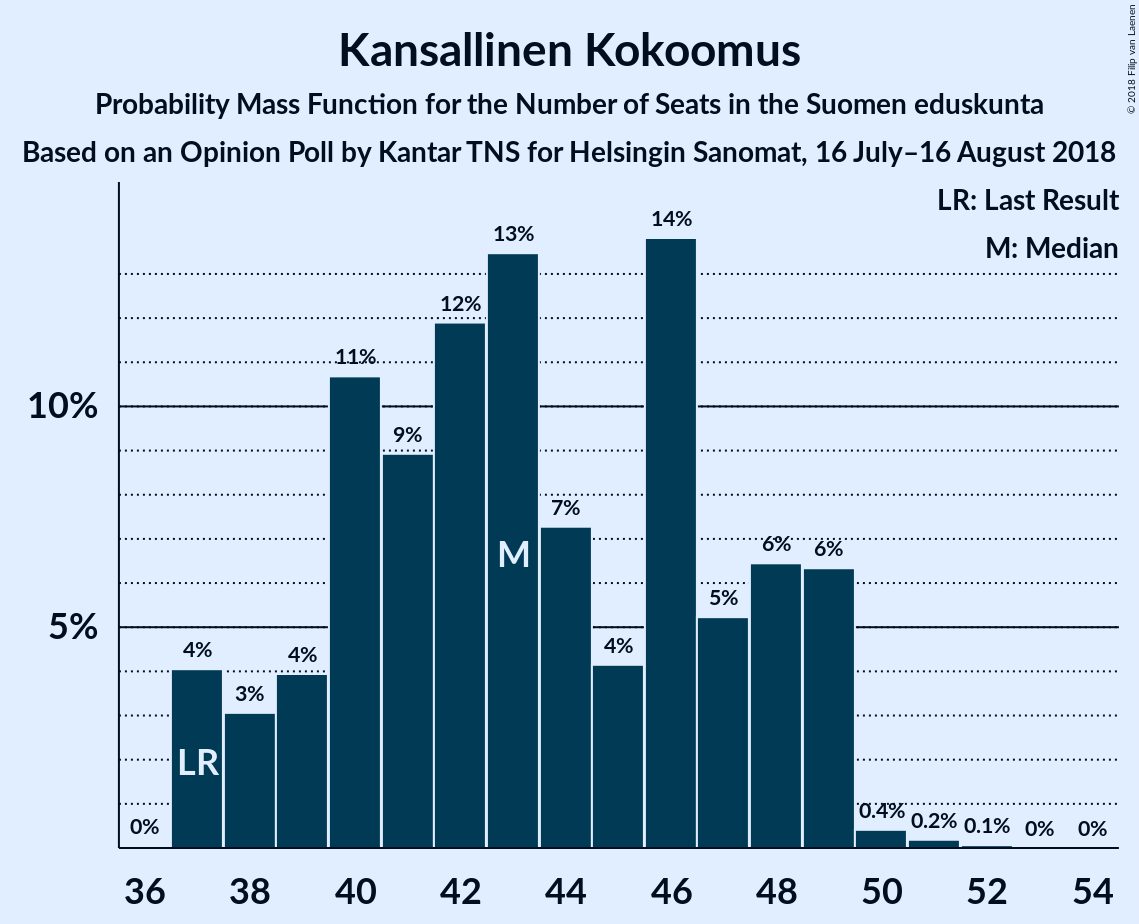 © 2018 Filip van Laenen
Kansallinen Kokoomus
Probability Mass Function for the Number of Seats in the Suomen eduskunta
Based on an Opinion Poll by Kantar TNS for Helsingin Sanomat, 16 July–16 August 2018
LR: Last Result
M: Median
14%
13%
12%
11%
10%
9%
7%
M
6%
6%
5%
5%
4%
4%
4%
3%
LR
0%
0.4%
0.2%
0.1%
0%
0%
36 38 40 42 44 46 48 50 52 54